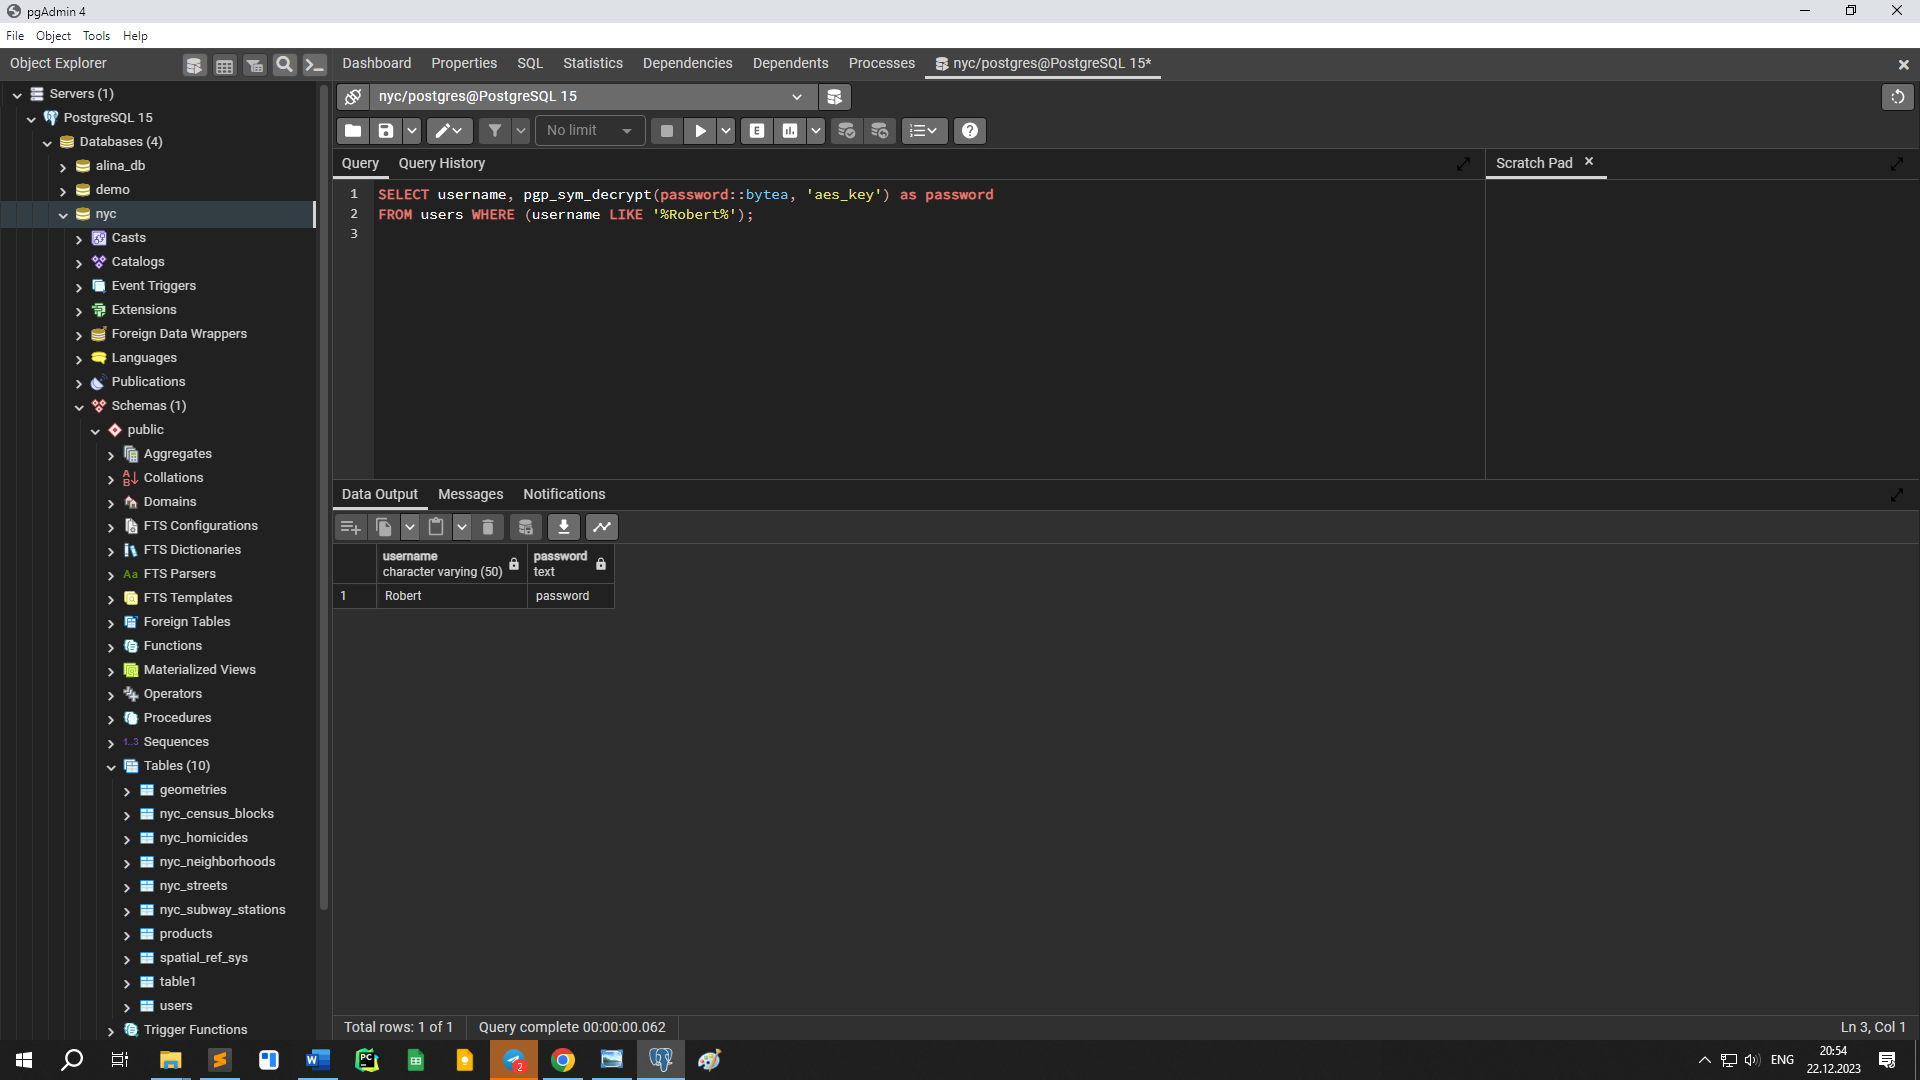 pgAdmin 4
File Object Tools Help
Object Explorer
Dashboard Properties SQL Statistics Dependencies Dependents Processes nyc/postgres@PostgreSQL 15*
Servers (1)
PostgreSQL 15
Databases (4)
alina_db
demo
nyc
Casts
Catalogs
Event Triggers
Extensions
Foreign Data Wrappers
Languages
Publications
Schemas (1)
public
Aggregates
Collations
Domains
FTS Configurations
FTS Dictionaries
Aa FTS Parsers
FTS Templates
Foreign Tables
Functions
Materialized Views
Operators
Procedures
1..3 Sequences
Tables (10)
geometries
nyc_census_blocks
nyc_homicides
nyc_neighborhoods
nyc_streets
nyc_subway_stations
products
spatial_ref_sys
table1
users
Trigger Functions
nyc/postgres@PostgreSQL 15
No limit E
Query Query History
Scratch Pad
1 SELECT username, pgp_sym_decrypt(password::bytea, 'aes_key') as password
2 FROM users WHERE (username LIKE '%Robert%');
3
Data Output Messages Notifications
username password
character varying (50) text
1 Robert password
Total rows: 1 of 1 Query complete 00:00:00.062 Ln 3, Col 1
PC 2 ENG
20:54
22.12.2023